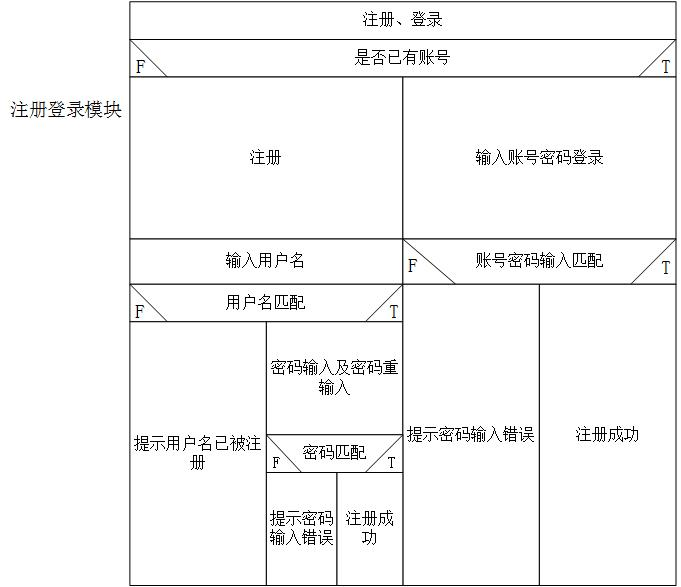 注册、登录
是否已有账号
F
T
注册登录模块
注册
输入账号密码登录
输入用户名
账号密码输入匹配
F
T
用户名匹配
F
T
密码输入及密码重
输入
提示用户名已被注
册
提示密码输入错误
注册成功
密码匹配
F
T
提示密码
输入错误
注册成
功